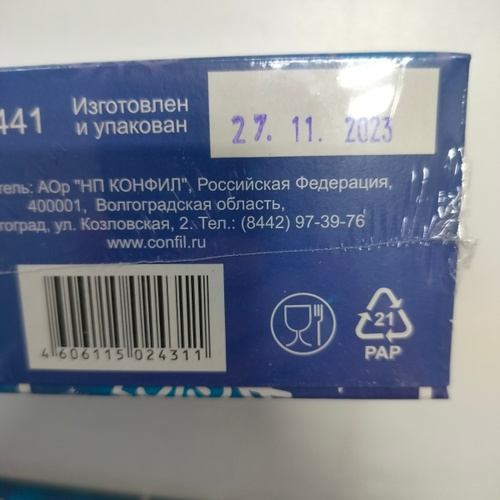 441 Изготовлен
и упакован
27. 11. 2023
АОр "НП КОНФИЛ", Российская Федерация,
400001, Волгоградская область,
ул. Козловская, 2. Тел.: (8442) 97-39-76
www.confil.ru
4 606115 024311
21
PAP